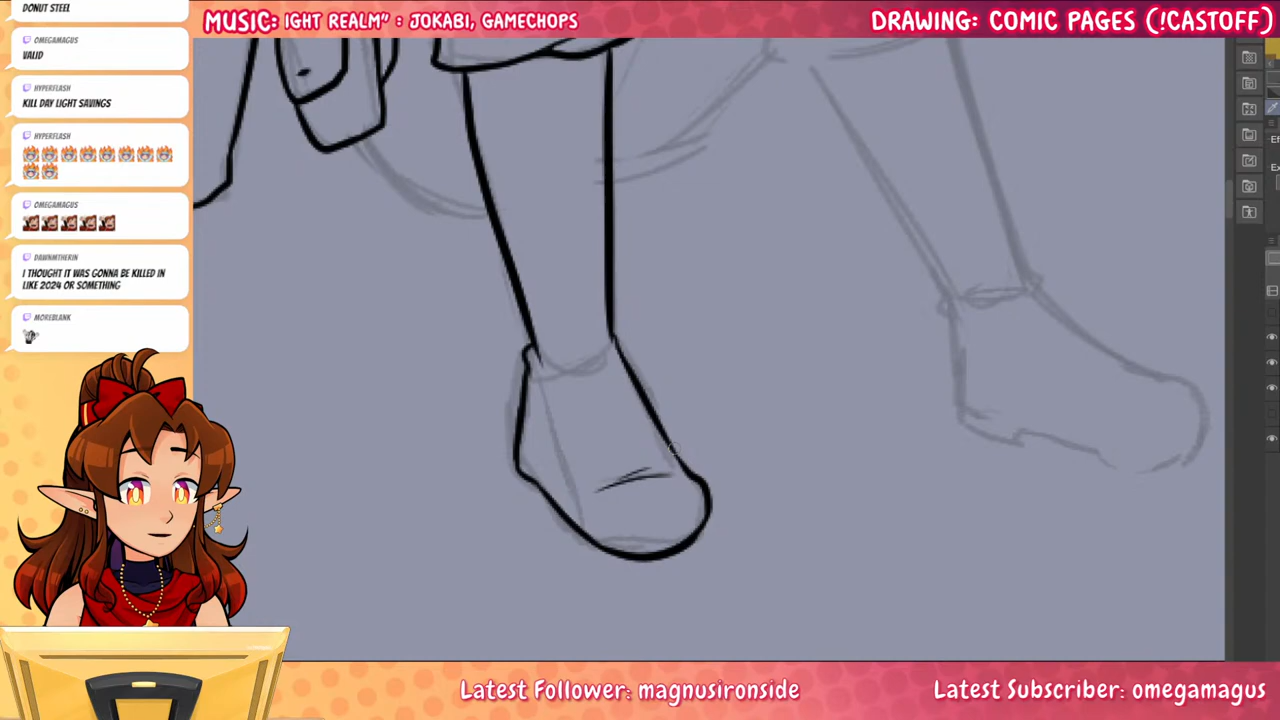 MUSIC: IGHT REALM" : JOKABI, GAMECHOPS
DRAWING: COMIC PAGES (!CASTOFF)
DONUT STEEL
OMEGAMAGUS
VALID
HYPERFLASH
KILL DAY LIGHT SAVINGS
HYPERFLASH
OMEGAMAGUS
DAWNMTHERIN
I THOUGHT IT WAS GONNA BE KILLED IN
LIKE 2024 OR SOMETHING
MOREBLANK
Ef
Ex
Latest Follower: magnusironside
Latest Subscriber: omegamagus